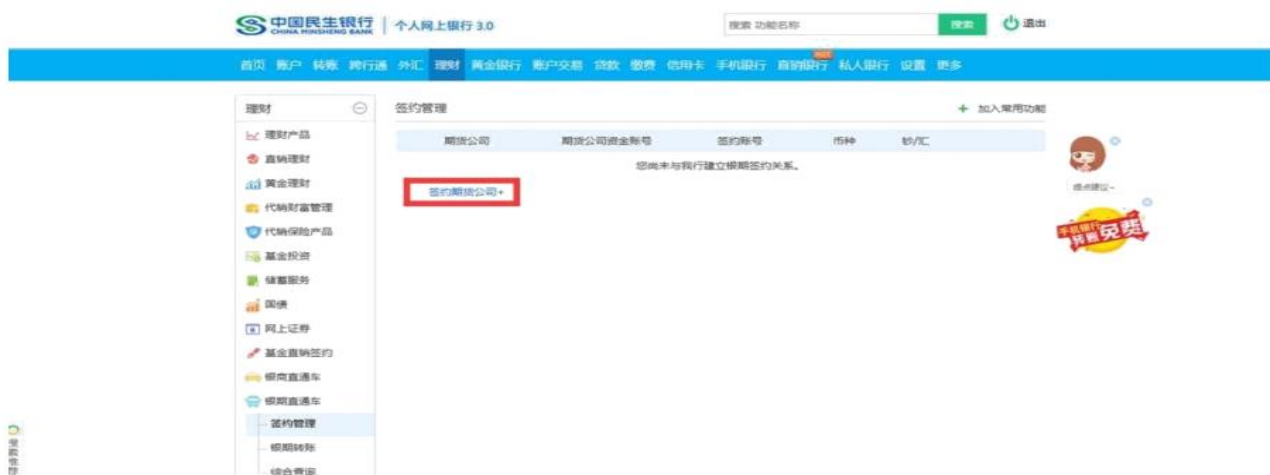 中国民生银行 个人网上银行 3.0 搜索 功能名称 搜索 退出
CHINA MINSHENG BANK
HOT
首页 账户 转账 跨行通 外汇 理财 黄金银行 账户交易 贷款 缴费 信用卡 手机银行 直销银行 私人银行 设置 更多
理财
签约管理 + 加入常用功能
理财产品
直销理财
黄金理财
代销财富管理
代销保险产品
基金投资
储蓄服务
国债
网上证券
基金直销签约
银商直通车
银期直通车
签约管理
银期转账
综合查询
期货公司 期货公司资金账号 签约账号 币种 钞/汇
您尚未与我行建立银期签约关系。
签约期货公司+
提点建议~
手机银行
转账免费